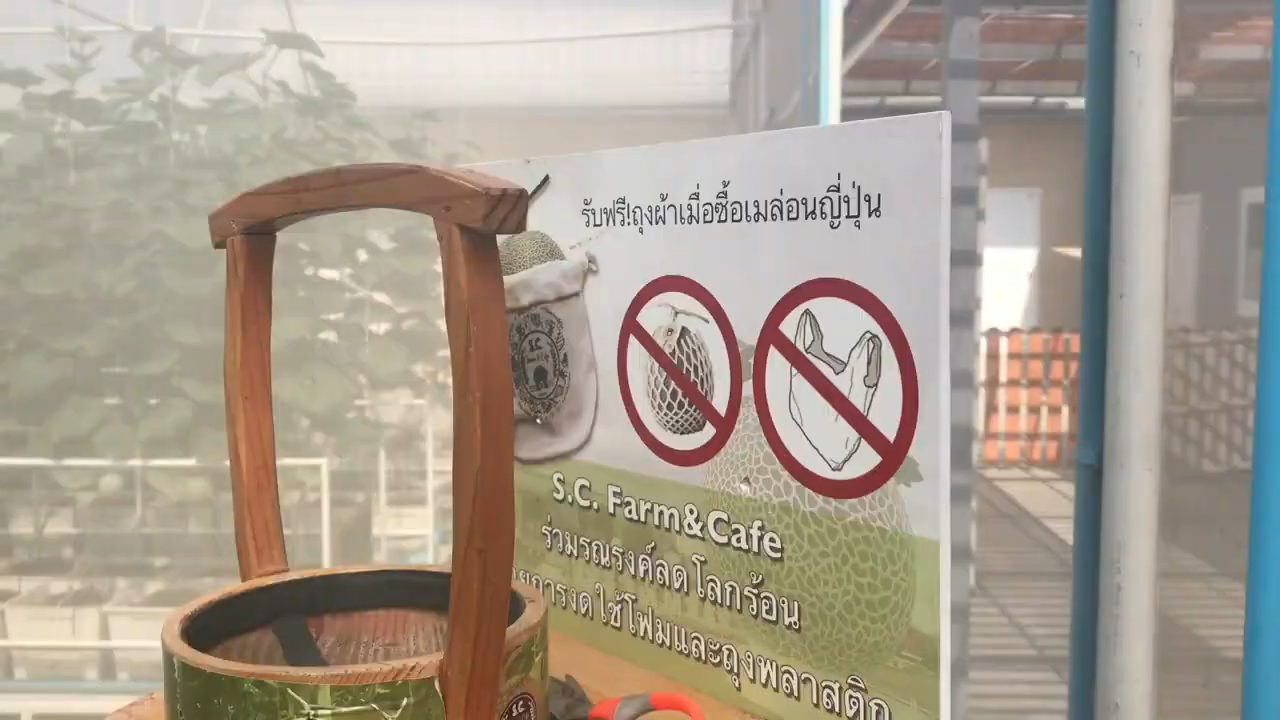 รับฟรี!ถุงผ้าเมื่อซื้อเมล่อนญี่ปุ่น
S.C. Farm&Cafe
ร่วมรณรงค์ลดโลกร้อน
การงดใช้โฟมและถุงพลาสติก
S.C
S.C